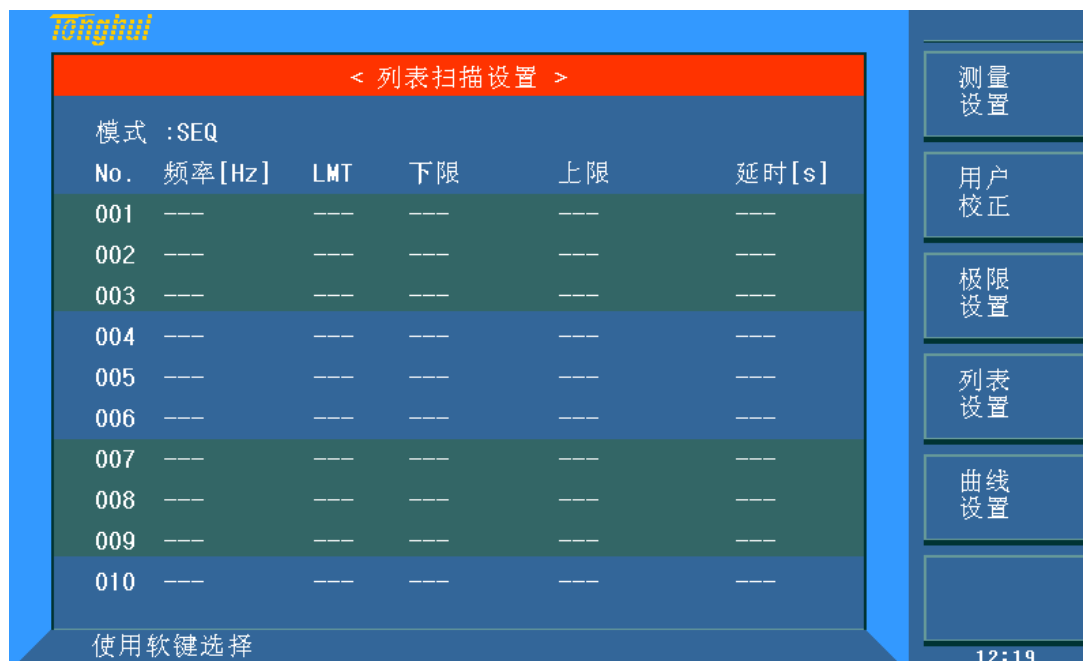 Tonghui
< 列表扫描设置 >
模式 :SEQ
No. 频率[Hz] LMT 下限 上限 延时[s]
001 --- --- --- --- ---
002 --- --- --- --- ---
003 --- --- --- --- ---
004 --- --- --- --- ---
005 --- --- --- --- ---
006 --- --- --- --- ---
007 --- --- --- --- ---
008 --- --- --- --- ---
009 --- --- --- --- ---
010 --- --- --- --- ---
使用软键选择
测量
设置
用户
校正
极限
设置
列表
设置
曲线
设置
12:19